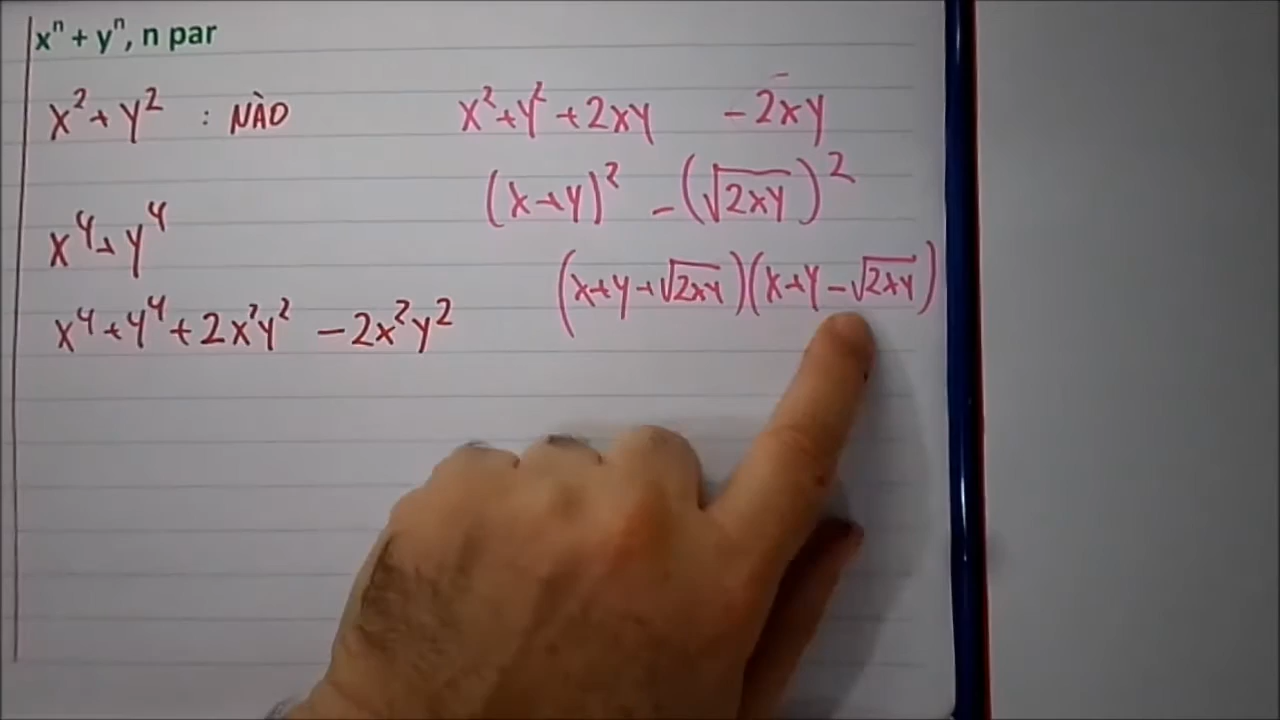 xⁿ + yⁿ, n par
x² + y² : NÀO
x⁴ + y⁴
x⁴ + y⁴ + 2x²y² − 2x²y²
x² + y² + 2xy − 2xy
(x + y)² − (√2xy)²
(x + y + √2xy)(x + y − √2xy)